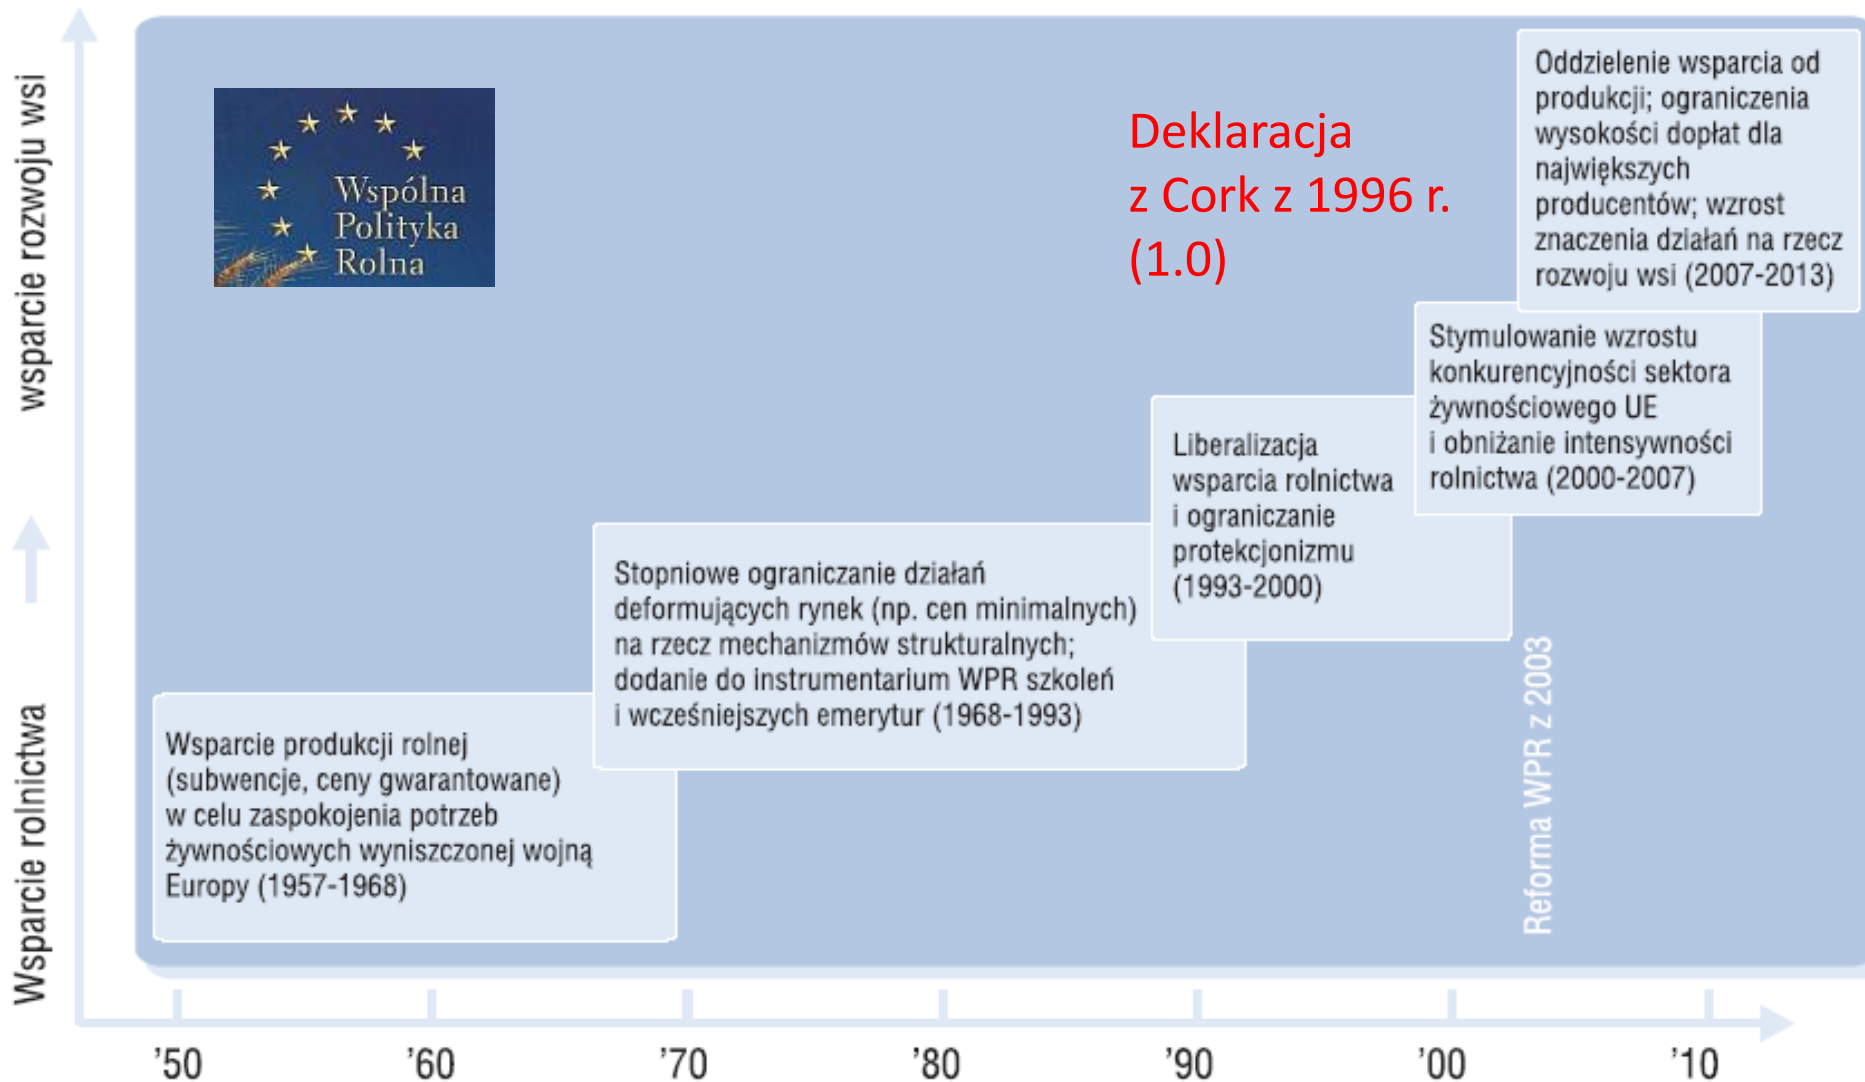 wsparcie rozwoju wsi
Wsparcie rolnictwa
Wspólna
Polityka
Rolna
Deklaracja
z Cork z 1996 r.
(1.0)
Oddzielenie wsparcia od
produkcji; ograniczenia
wysokości dopłat dla
największych
producentów; wzrost
znaczenia działań na rzecz
rozwoju wsi (2007-2013)
Stymulowanie wzrostu
konkurencyjności sektora
żywnościowego UE
i obniżanie intensywności
rolnictwa (2000-2007)
Liberalizacja
wsparcia rolnictwa
i ograniczanie
protekcjonizmu
(1993-2000)
Stopniowe ograniczanie działań
deformujących rynek (np. cen minimalnych)
na rzecz mechanizmów strukturalnych;
dodanie do instrumentarium WPR szkoleń
i wcześniejszych emerytur (1968-1993)
Wsparcie produkcji rolnej
(subwencje, ceny gwarantowane)
w celu zaspokojenia potrzeb
żywnościowych wyniszczonej wojną
Europy (1957-1968)
Reforma WPR z 2003
'50 '60 '70 '80 '90 '00 '10